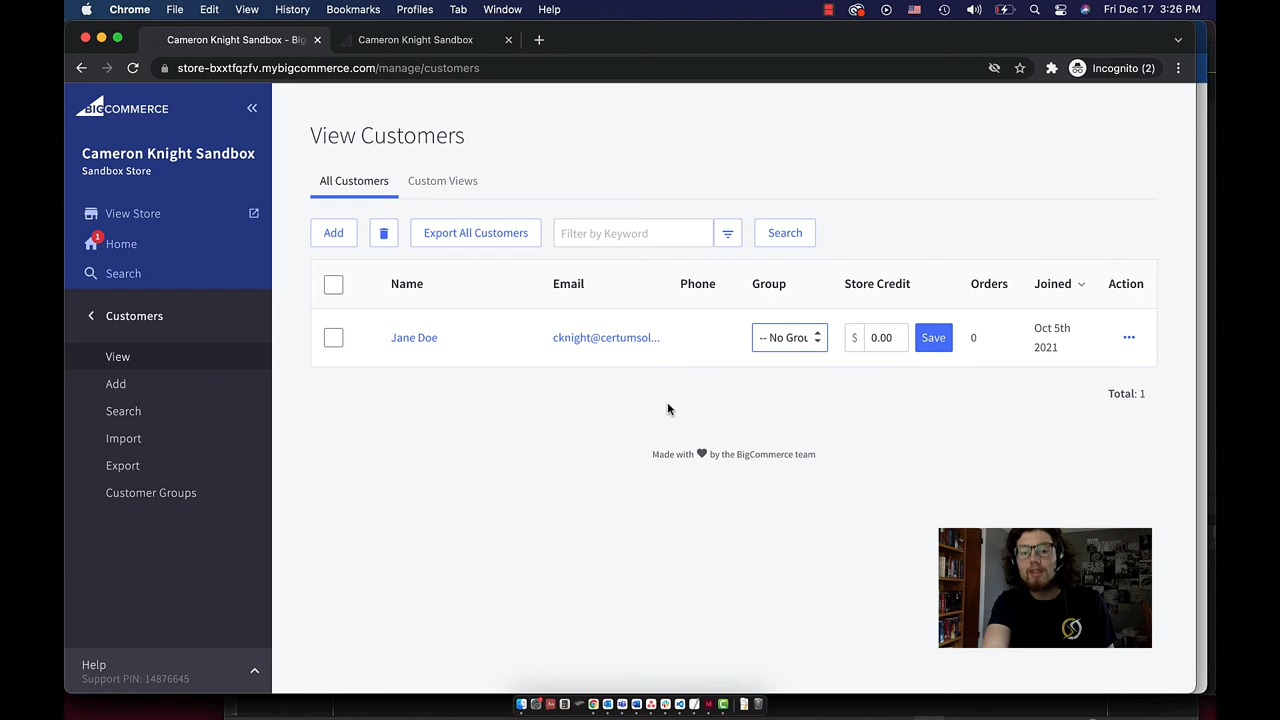 Chrome File Edit View History Bookmarks Profiles Tab Window Help Fri Dec 17 3:26 PM
Cameron Knight Sandbox - Big Cameron Knight Sandbox
store-bxxtfqzfv.mybigcommerce.com/manage/customers Incognito (2)
BIGCOMMERCE
Cameron Knight Sandbox
Sandbox Store
View Store
1
Home
Search
Customers
View
Add
Search
Import
Export
Customer Groups
Help
Support PIN: 14876645
View Customers
All Customers Custom Views
Add Export All Customers Filter by Keyword Search
Name Email Phone Group Store Credit Orders Joined Action
Jane Doe cknight@certumsol... -- No Grou $ 0.00 Save 0 Oct 5th
2021
Total: 1
Made with ♥ by the BigCommerce team